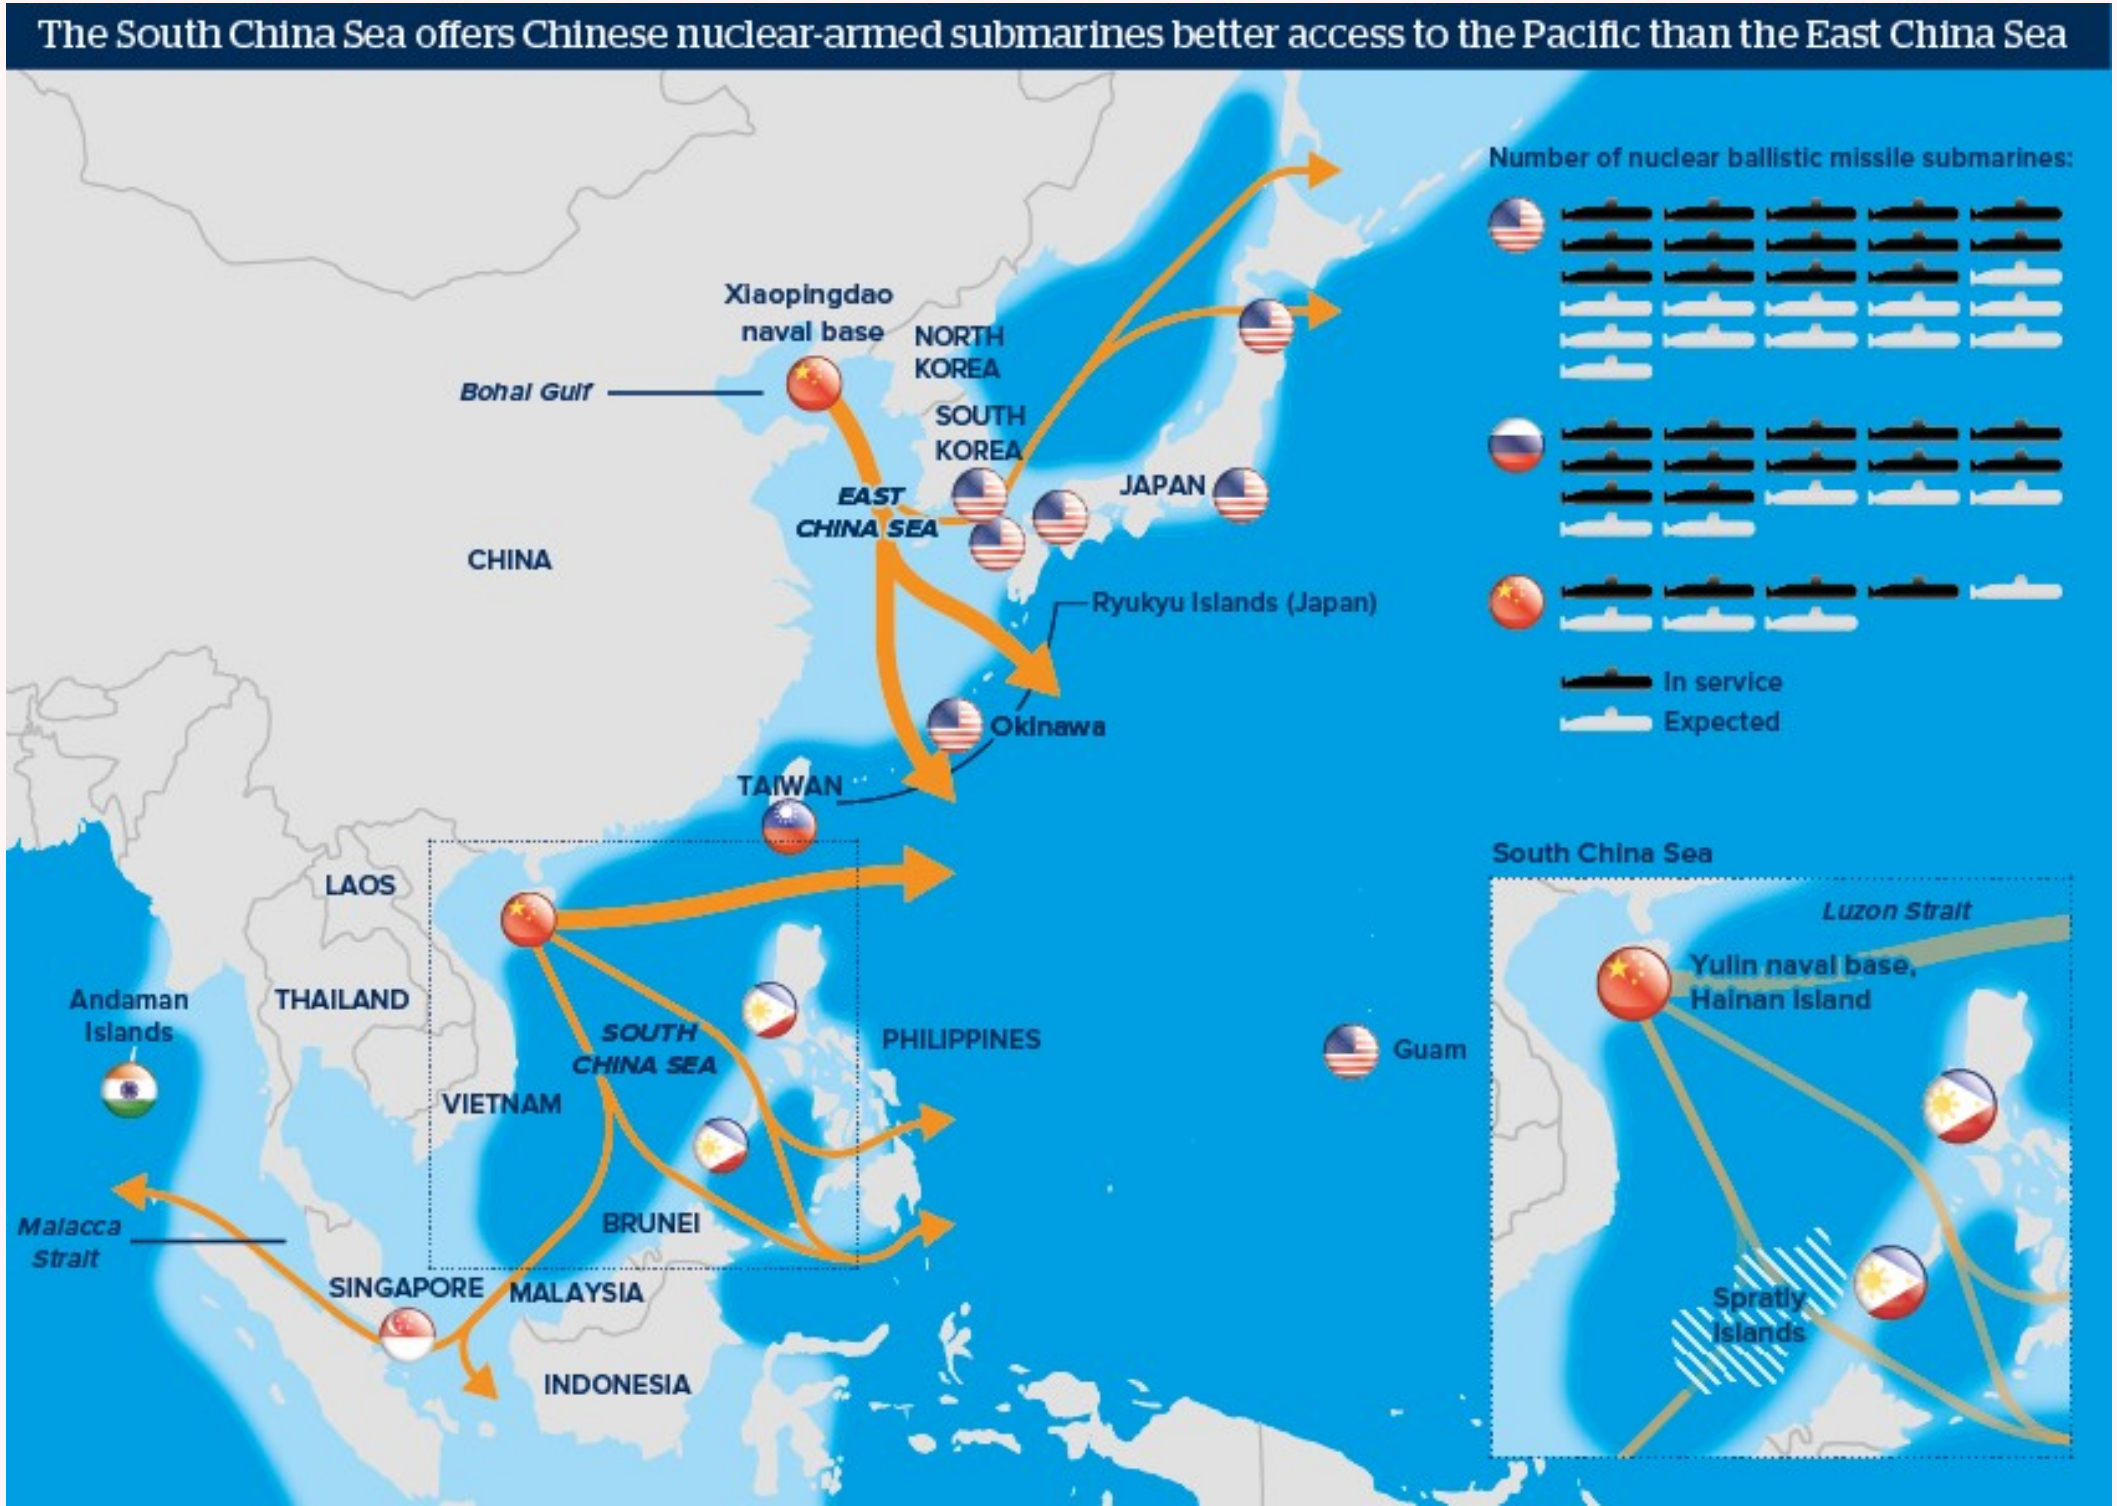 The South China Sea offers Chinese nuclear-armed submarines better access to the Pacific than the East China Sea
Number of nuclear ballistic missile submarines:
Xiaopingdao
naval base
NORTH
KOREA
Bohai Gulf
SOUTH
KOREA
JAPAN
EAST
CHINA SEA
CHINA
Ryukyu Islands (Japan)
In service
Expected
Okinawa
TAIWAN
South China Sea
LAOS
Luzon Strait
Yulin naval base,
Hainan Island
Andaman
Islands
THAILAND
SOUTH
CHINA SEA
PHILIPPINES
Guam
VIETNAM
BRUNEI
Malacca
Strait
SINGAPORE
MALAYSIA
Spratly
Islands
INDONESIA